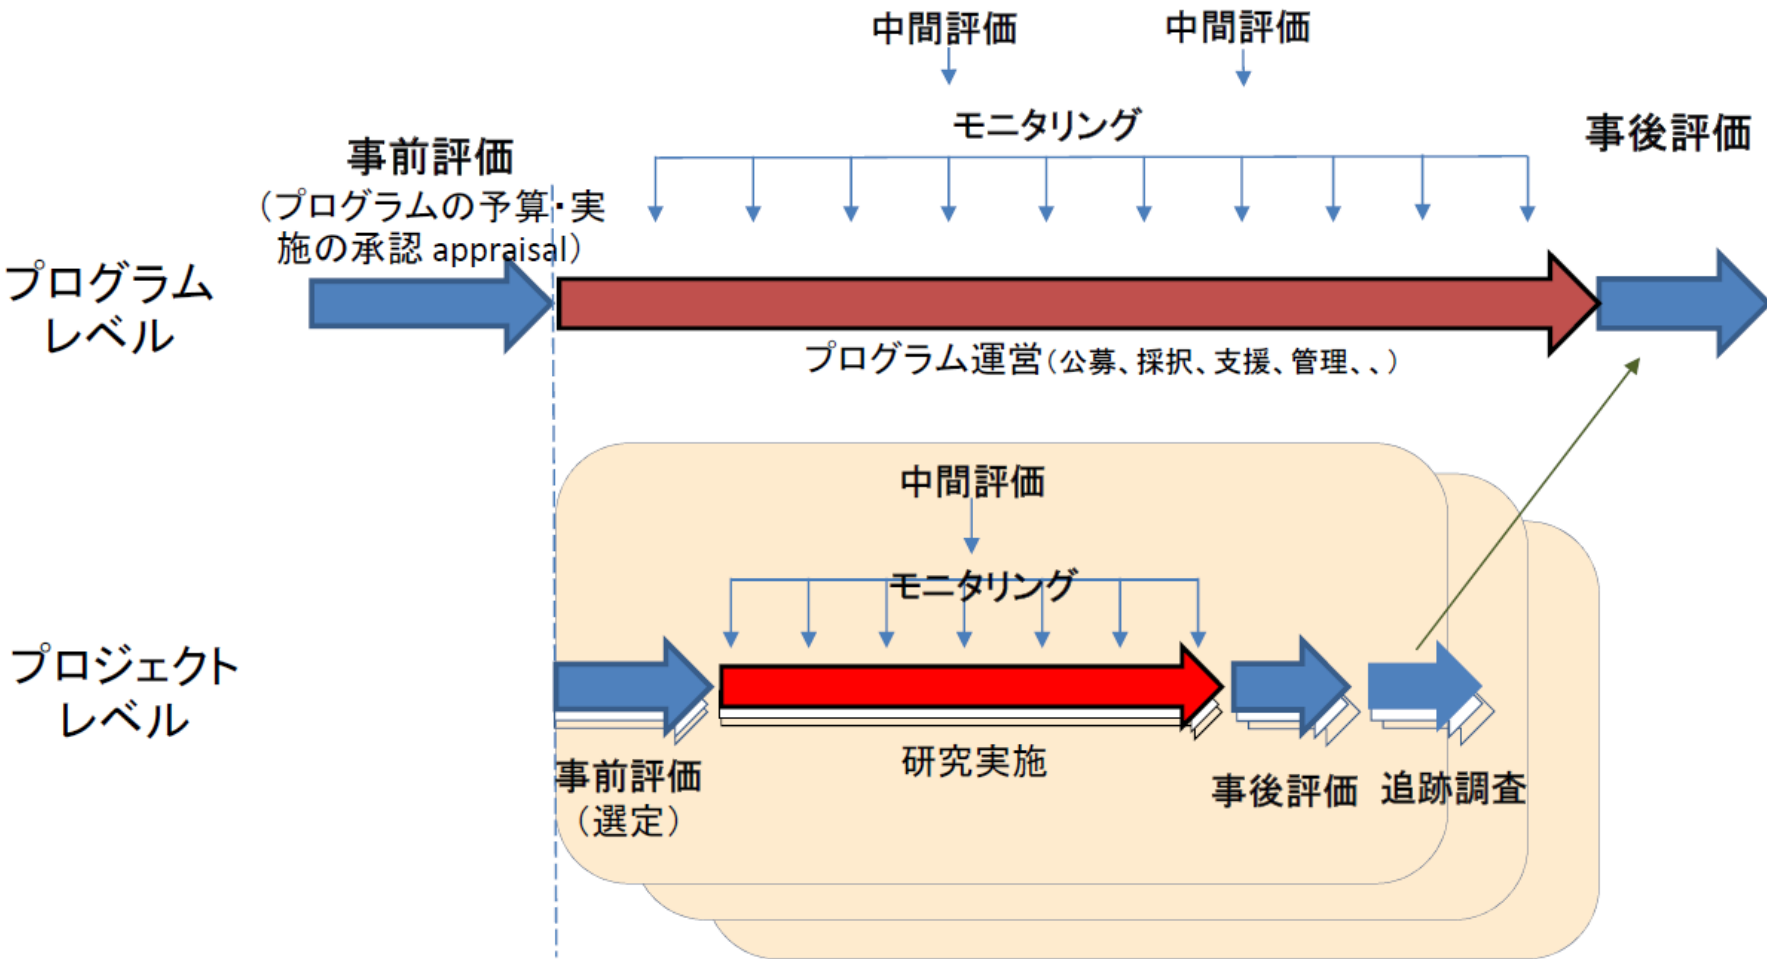 中間評価
中間評価
モニタリング
事前評価
（プログラムの予算・実
施の承認 appraisal）
事後評価
プログラム
レベル
プログラム運営（公募、採択、支援、管理、、）
中間評価
モニタリング
プロジェクト
レベル
事前評価
（選定）
研究実施
事後評価
追跡調査